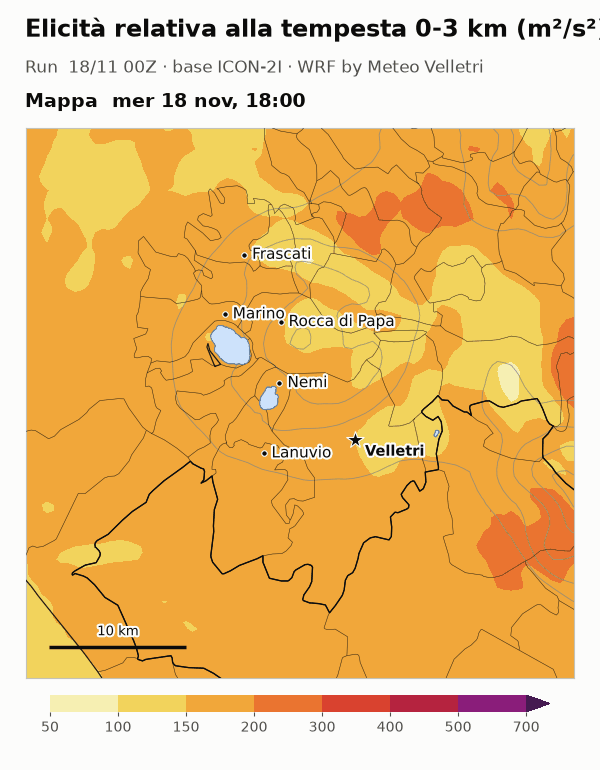 Elicità relativa alla tempesta 0-3 km (m²/s²)
Run 18/11 00Z · base ICON-2I · WRF by Meteo Velletri
Mappa mer 18 nov, 18:00
Frascati
Marino
Rocca di Papa
Nemi
Lanuvio
Velletri
10 km
50 100 150 200 300 400 500 700